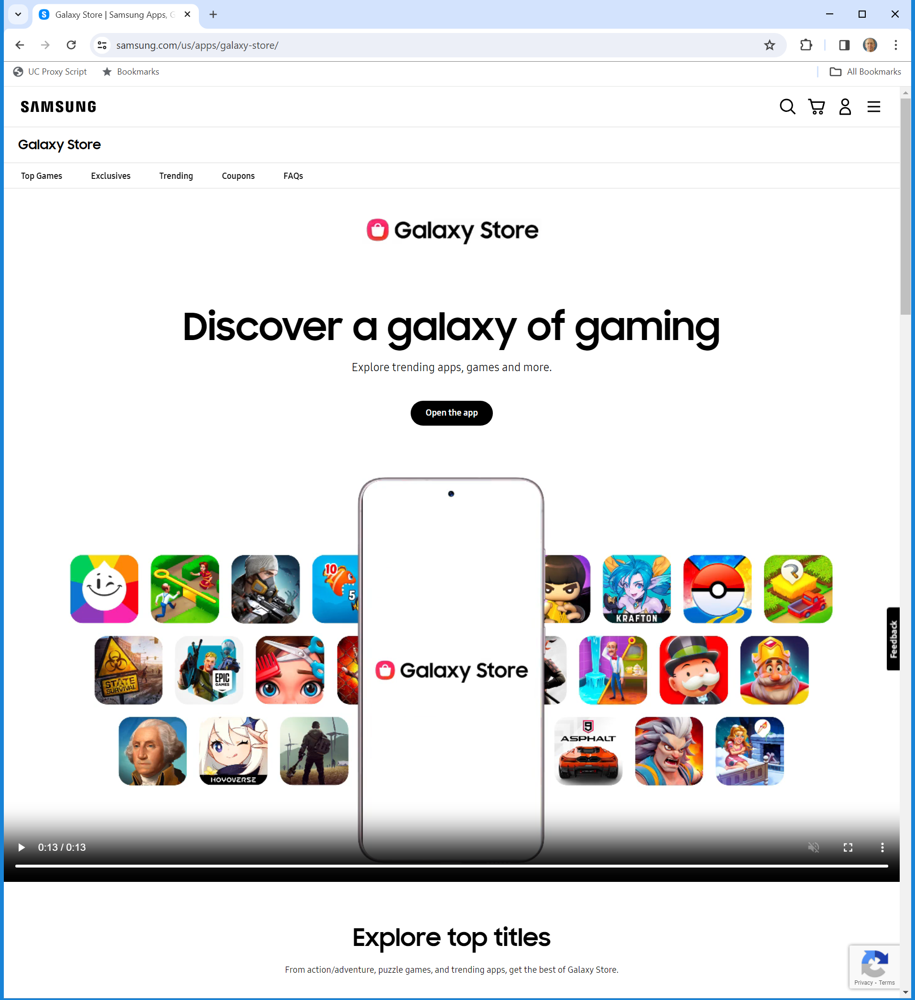 Galaxy Store | Samsung Apps, G
samsung.com/us/apps/galaxy-store/
UC Proxy Script
Bookmarks
All Bookmarks
SAMSUNG
Galaxy Store
Top Games
Exclusives
Trending
Coupons
FAQs
Galaxy Store
Discover a galaxy of gaming
Explore trending apps, games and more.
Open the app
10
5
KRAFTON
STATE
SURVIVAL
EPIC
GAMES
Galaxy Store
Feedback
HOYOVERSE
9
ASPHALT
0:13 / 0:13
Explore top titles
From action/adventure, puzzle games, and trending apps, get the best of Galaxy Store.
Privacy - Terms